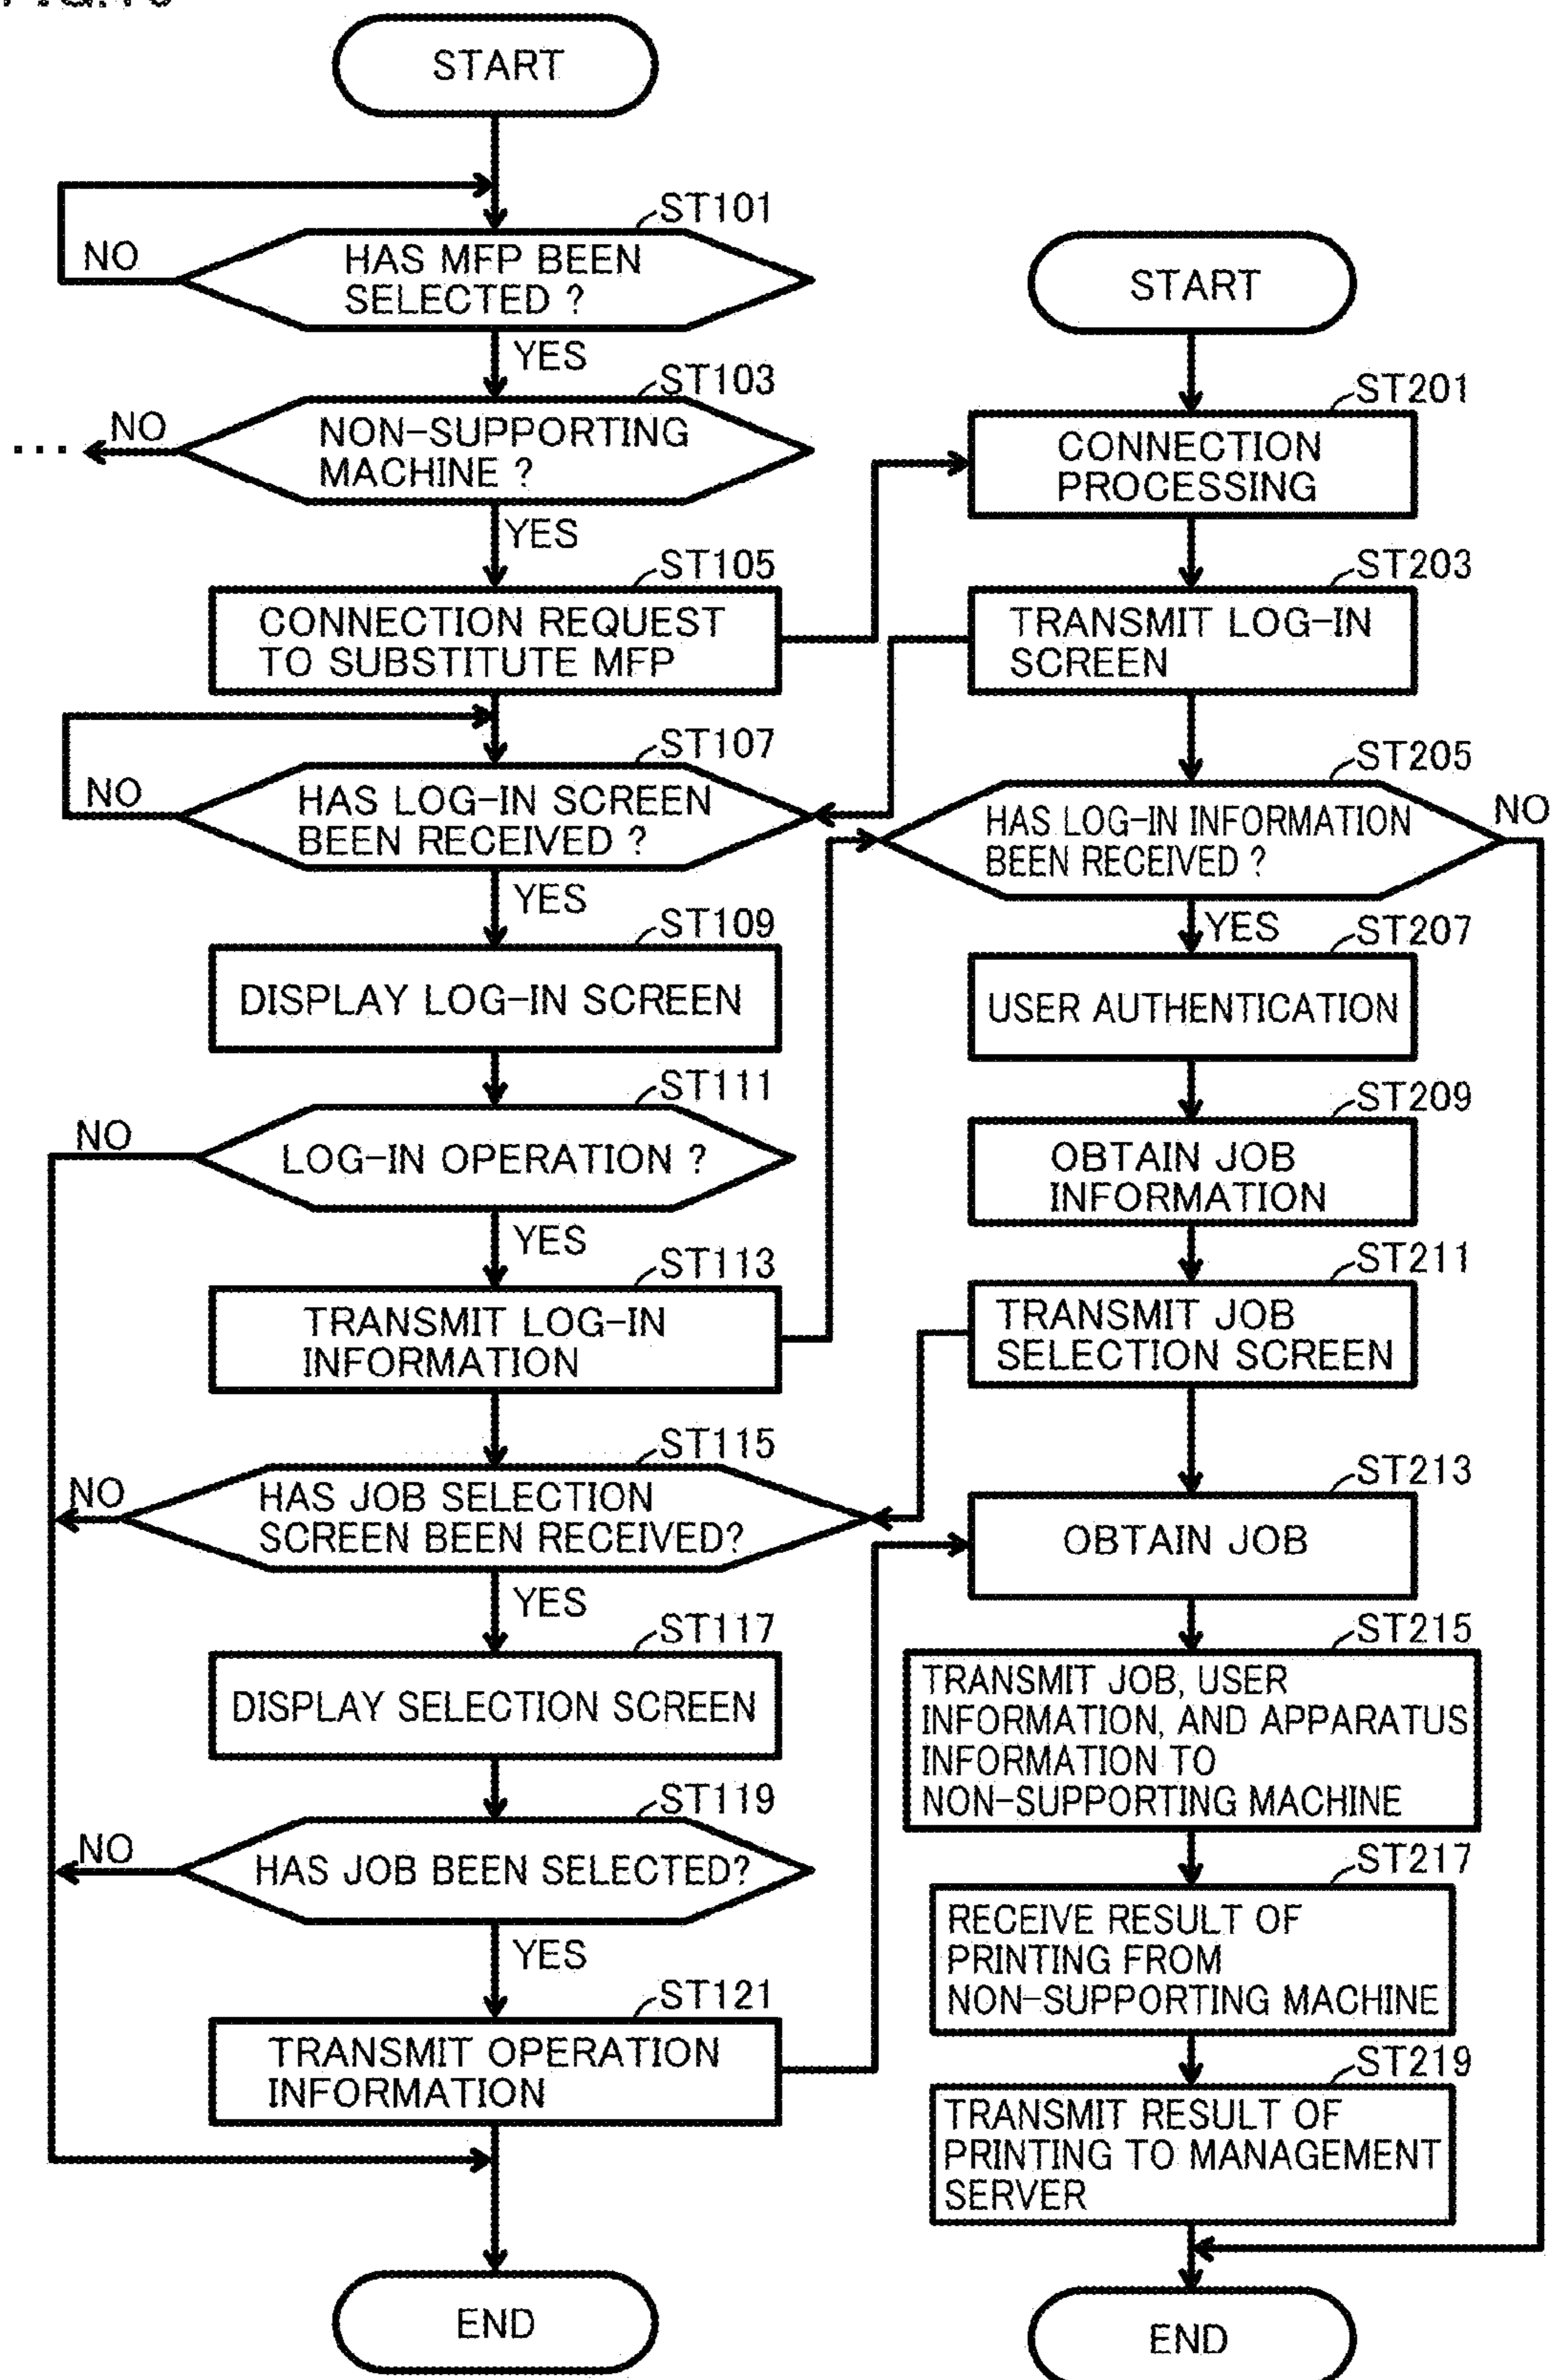 START
ST101
NO
HAS MFP BEEN
SELECTED ?
YES
ST103
... NO
NON-SUPPORTING
MACHINE ?
YES
ST105
CONNECTION REQUEST
TO SUBSTITUTE MFP
ST107
NO
HAS LOG-IN SCREEN
BEEN RECEIVED ?
YES
ST109
DISPLAY LOG-IN SCREEN
ST111
NO
LOG-IN OPERATION ?
YES
ST113
TRANSMIT LOG-IN
INFORMATION
ST115
NO
HAS JOB SELECTION
SCREEN BEEN RECEIVED?
YES
ST117
DISPLAY SELECTION SCREEN
ST119
NO
HAS JOB BEEN SELECTED?
YES
ST121
TRANSMIT OPERATION
INFORMATION
END
START
ST201
CONNECTION
PROCESSING
ST203
TRANSMIT LOG-IN
SCREEN
ST205
NO
HAS LOG-IN INFORMATION
BEEN RECEIVED ?
YES
ST207
USER AUTHENTICATION
ST209
OBTAIN JOB
INFORMATION
ST211
TRANSMIT JOB
SELECTION SCREEN
ST213
OBTAIN JOB
ST215
TRANSMIT JOB, USER
INFORMATION, AND APPARATUS
INFORMATION TO
NON-SUPPORTING MACHINE
ST217
RECEIVE RESULT OF
PRINTING FROM
NON-SUPPORTING MACHINE
ST219
TRANSMIT RESULT OF
PRINTING TO MANAGEMENT
SERVER
END